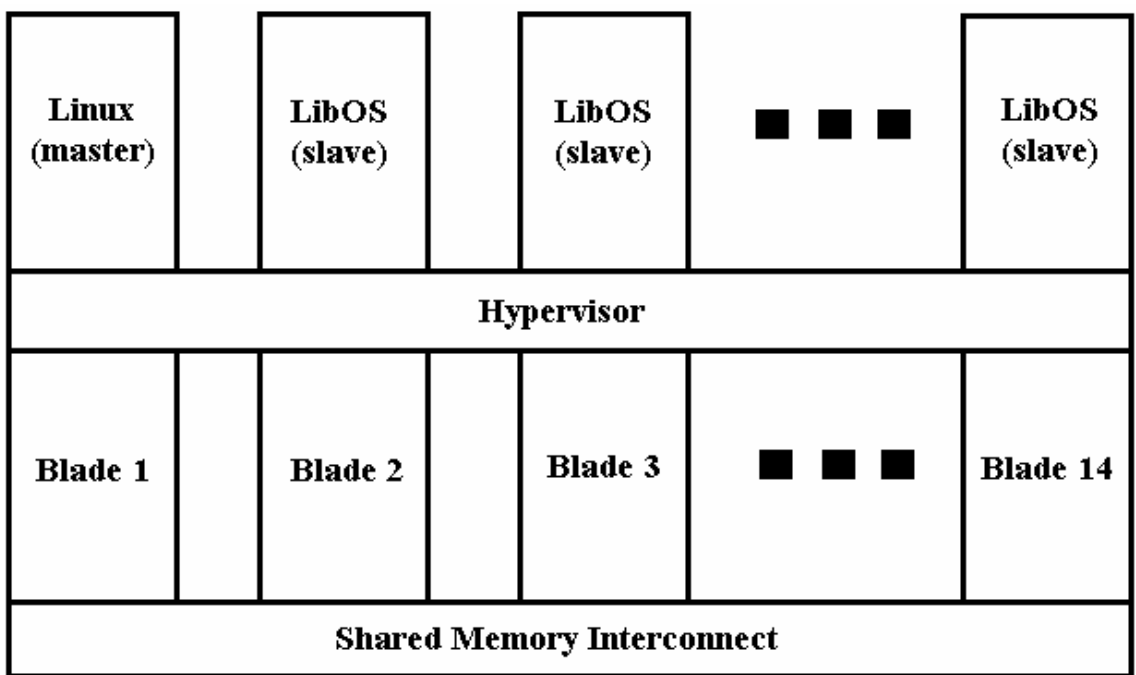 Linux LibOS LibOS LibOS
(master) (slave) (slave) (slave)
Hypervisor
Blade 1 Blade 2 Blade 3 Blade 14
Shared Memory Interconnect